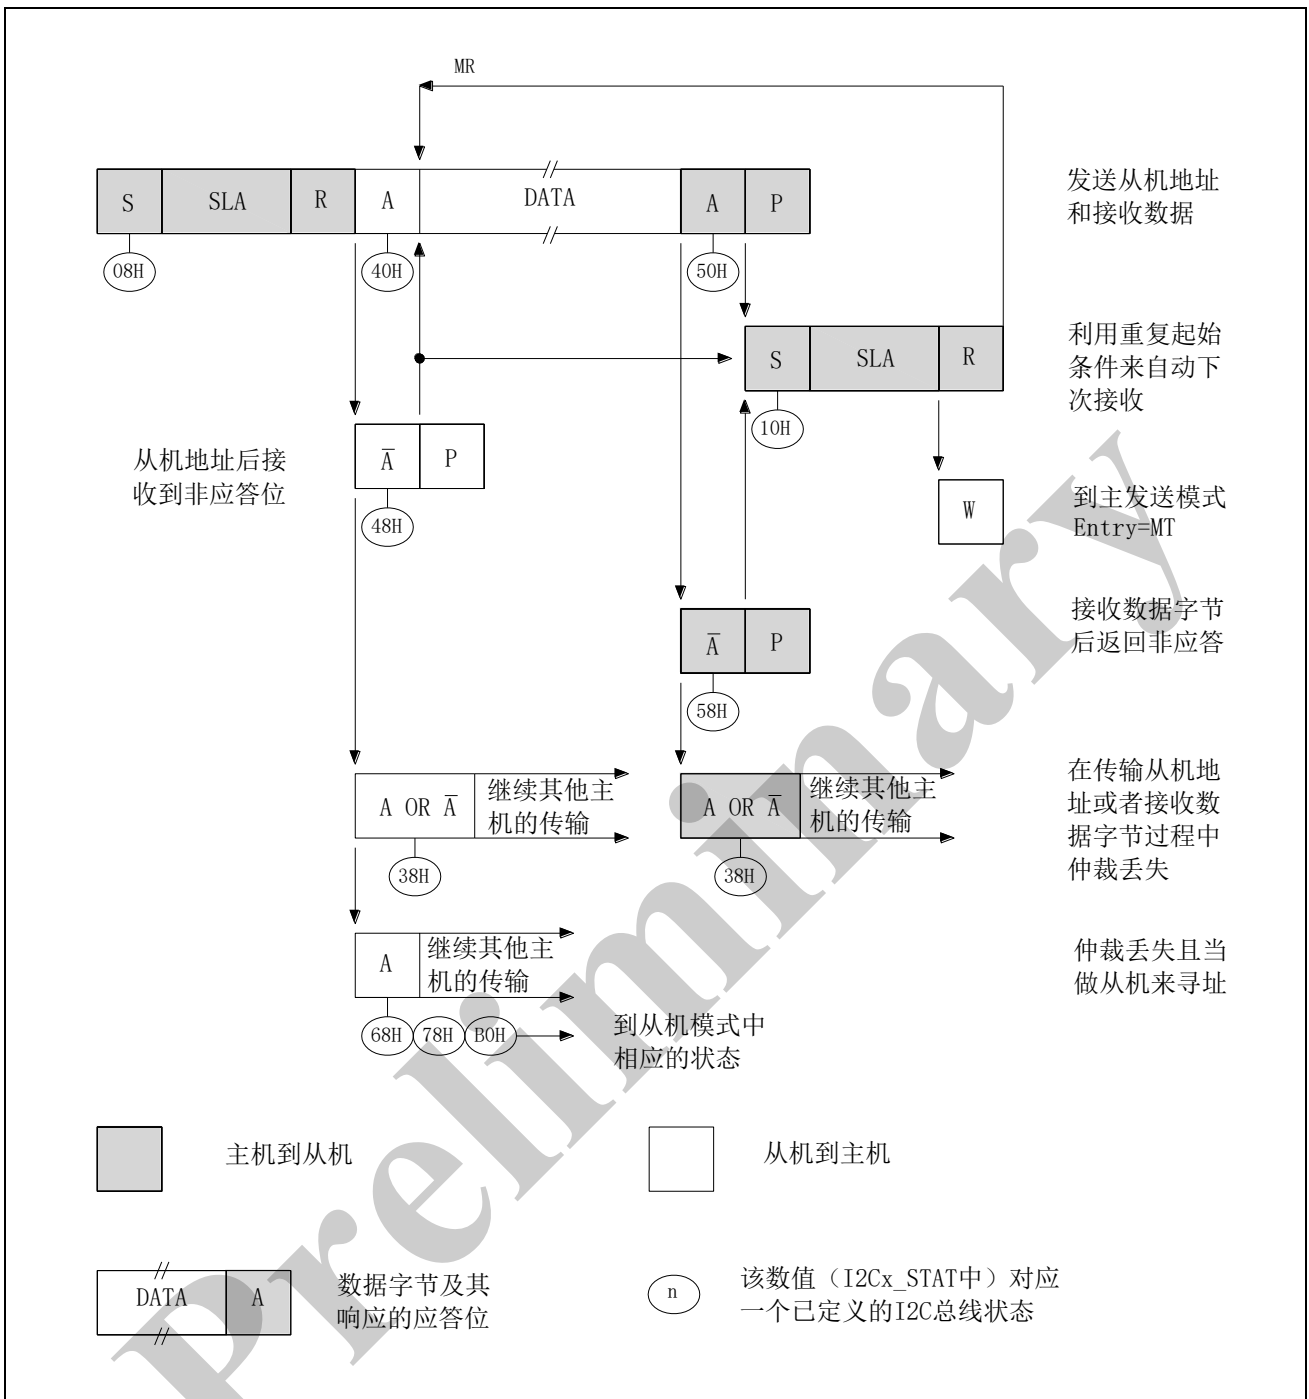 MR
S SLA R A DATA A P
发送从机地址
和接收数据
08H 40H 50H
S SLA R
利用重复起始
条件来自动下
次接收
10H
从机地址后接
收到非应答位
A̅ P
48H
W
到主发送模式
Entry=MT
A̅ P
接收数据字节
后返回非应答
58H
A OR A̅
继续其他主
机的传输
A OR A̅
继续其他主
机的传输
在传输从机地
址或者接收数
据字节过程中
仲裁丢失
38H 38H
A
继续其他主
机的传输
仲裁丢失且当
做从机来寻址
68H 78H B0H
到从机模式中
相应的状态
主机到从机
从机到主机
DATA A
数据字节及其
响应的应答位
n
该数值（I2Cx_STAT中）对应
一个已定义的I2C总线状态
Preliminary